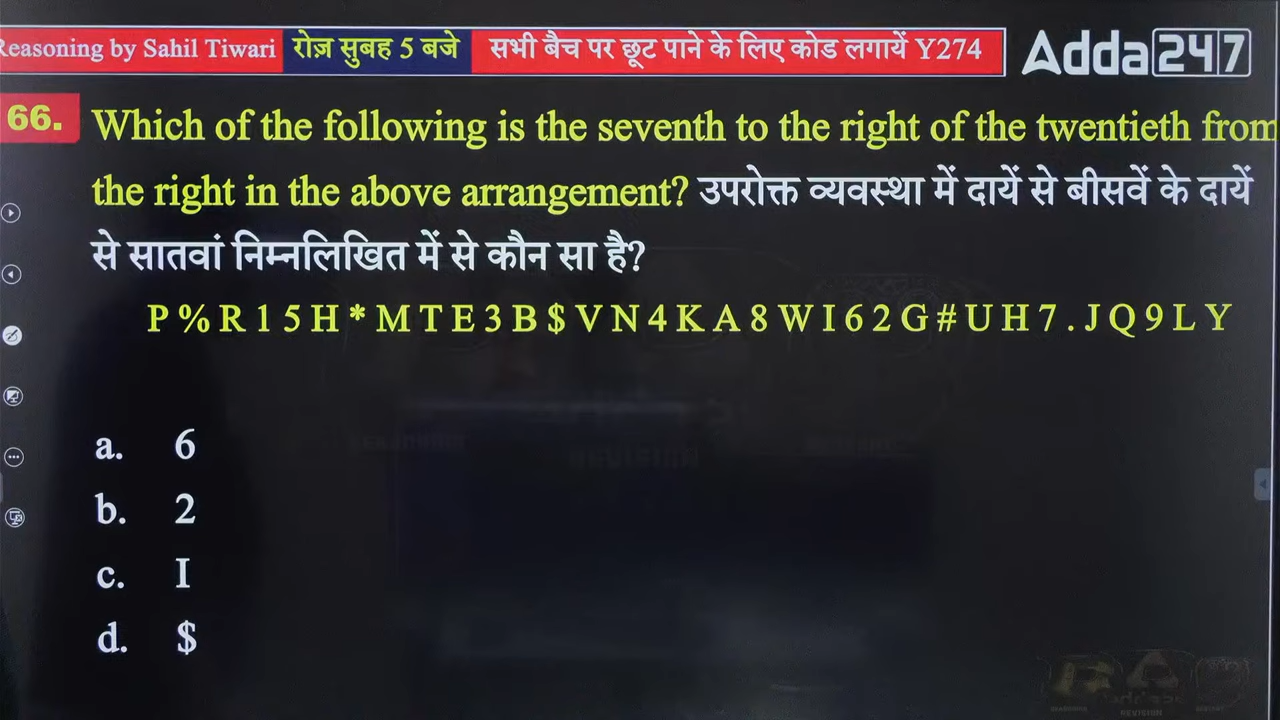 Reasoning by Sahil Tiwari रोज़ सुबह 5 बजे सभी बैच पर छूट पाने के लिए कोड लगायें Y274 Adda247
66. Which of the following is the seventh to the right of the twentieth from
the right in the above arrangement? उपरोक्त व्यवस्था में दायें से बीसवें के दायें
से सातवां निम्नलिखित में से कौन सा है?
P % R 1 5 H * M T E 3 B $ V N 4 K A 8 W I 6 2 G # U H 7 . J Q 9 L Y
a. 6
b. 2
c. I
d. $